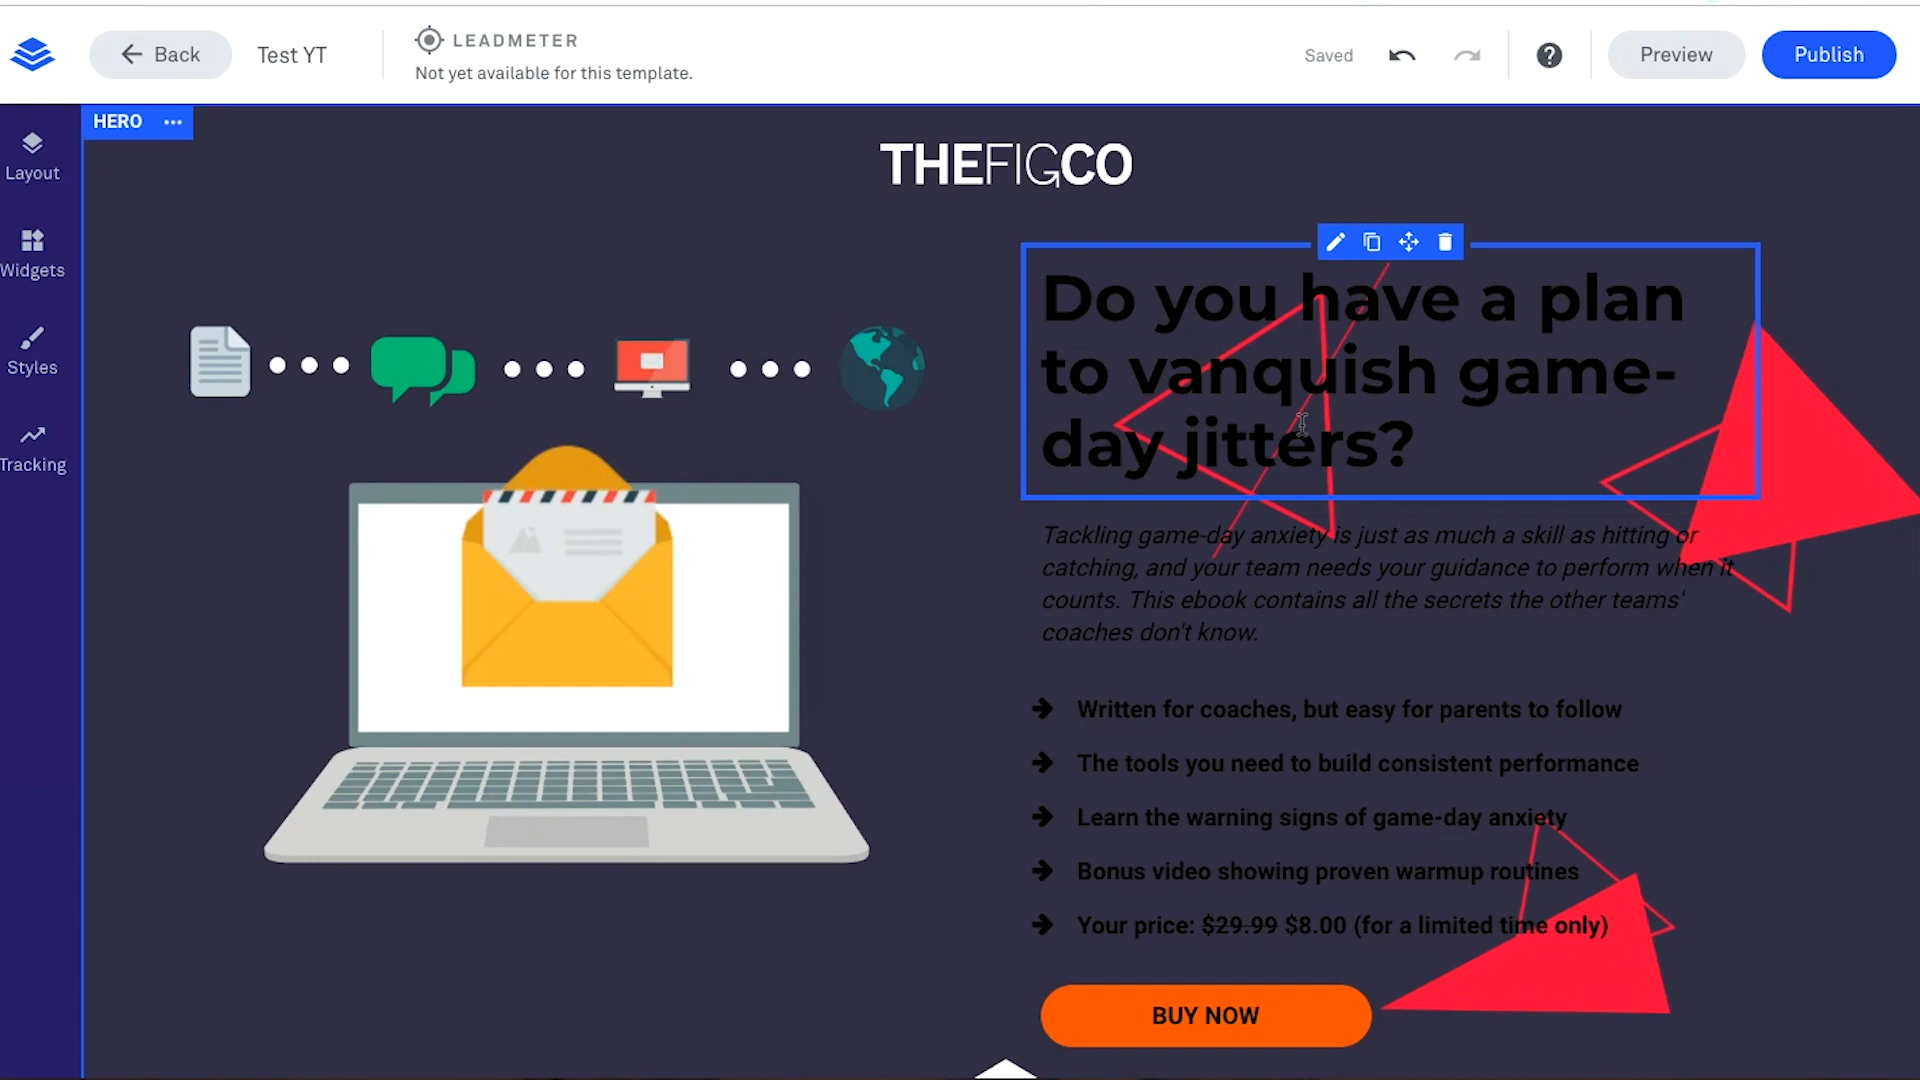 Back
Test YT
LEADMETER
Not yet available for this template.
Saved
?
Preview
Publish
Layout
Widgets
Styles
Tracking
HERO
THEFIGCO
Do you have a plan
to vanquish game-
day jitters?
Tackling game-day anxiety is just as much a skill as hitting or
catching, and your team needs your guidance to perform when it
counts. This ebook contains all the secrets the other teams'
coaches don't know.
Written for coaches, but easy for parents to follow
The tools you need to build consistent performance
Learn the warning signs of game-day anxiety
Bonus video showing proven warmup routines
Your price: $29.99 $8.00 (for a limited time only)
BUY NOW